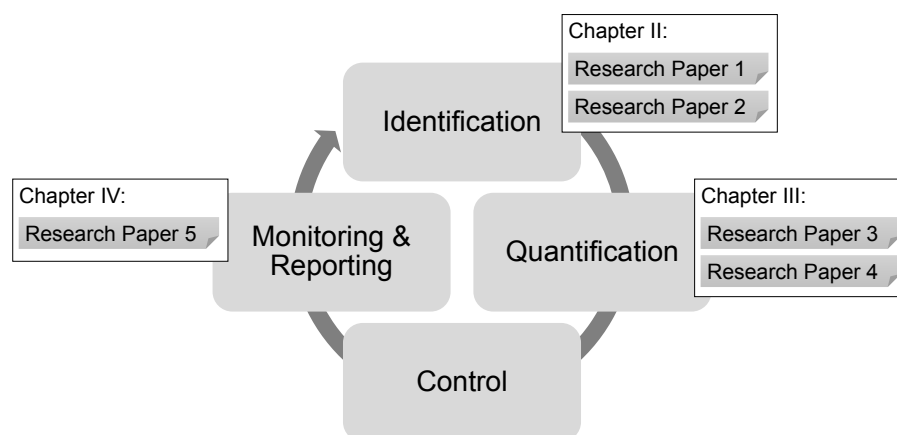 Chapter II:
Research Paper 1
Research Paper 2
Identification
Chapter IV:
Research Paper 5
Monitoring &
Reporting
Quantification
Chapter III:
Research Paper 3
Research Paper 4
Control